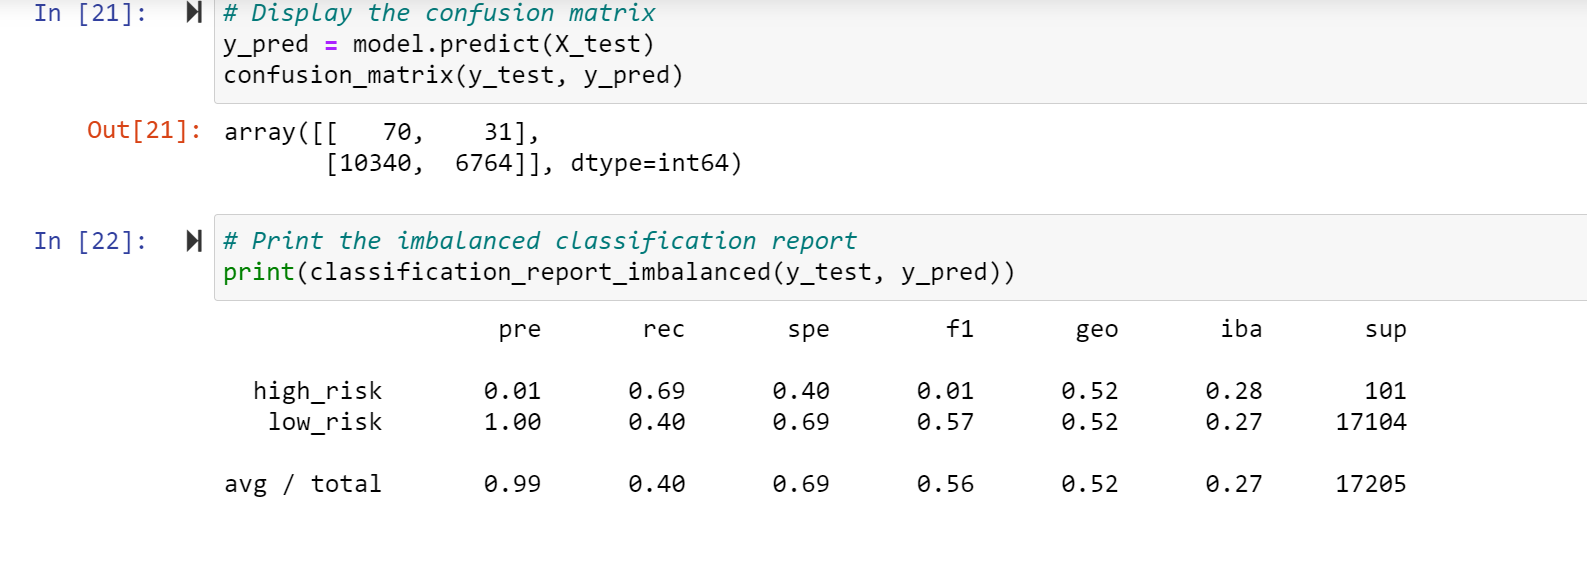 In [21]: # Display the confusion matrix
y_pred = model.predict(X_test)
confusion_matrix(y_test, y_pred)
Out[21]: array([[   70,    31],
       [10340,  6764]], dtype=int64)
In [22]: # Print the imbalanced classification report
print(classification_report_imbalanced(y_test, y_pred))
pre rec spe f1 geo iba sup
high_risk 0.01 0.69 0.40 0.01 0.52 0.28 101
low_risk 1.00 0.40 0.69 0.57 0.52 0.27 17104
avg / total 0.99 0.40 0.69 0.56 0.52 0.27 17205